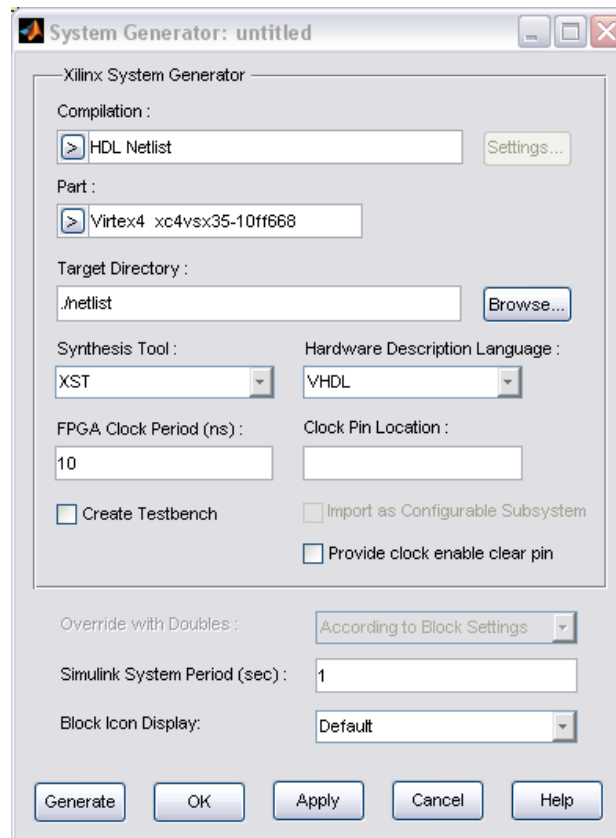 System Generator: untitled
Xilinx System Generator
Compilation :
> HDL Netlist Settings...
Part :
> Virtex4 xc4vsx35-10ff668
Target Directory :
./netlist Browse...
Synthesis Tool : Hardware Description Language :
XST VHDL
FPGA Clock Period (ns) : Clock Pin Location :
10
Create Testbench Import as Configurable Subsystem
Provide clock enable clear pin
Override with Doubles : According to Block Settings
Simulink System Period (sec) : 1
Block Icon Display: Default
Generate OK Apply Cancel Help